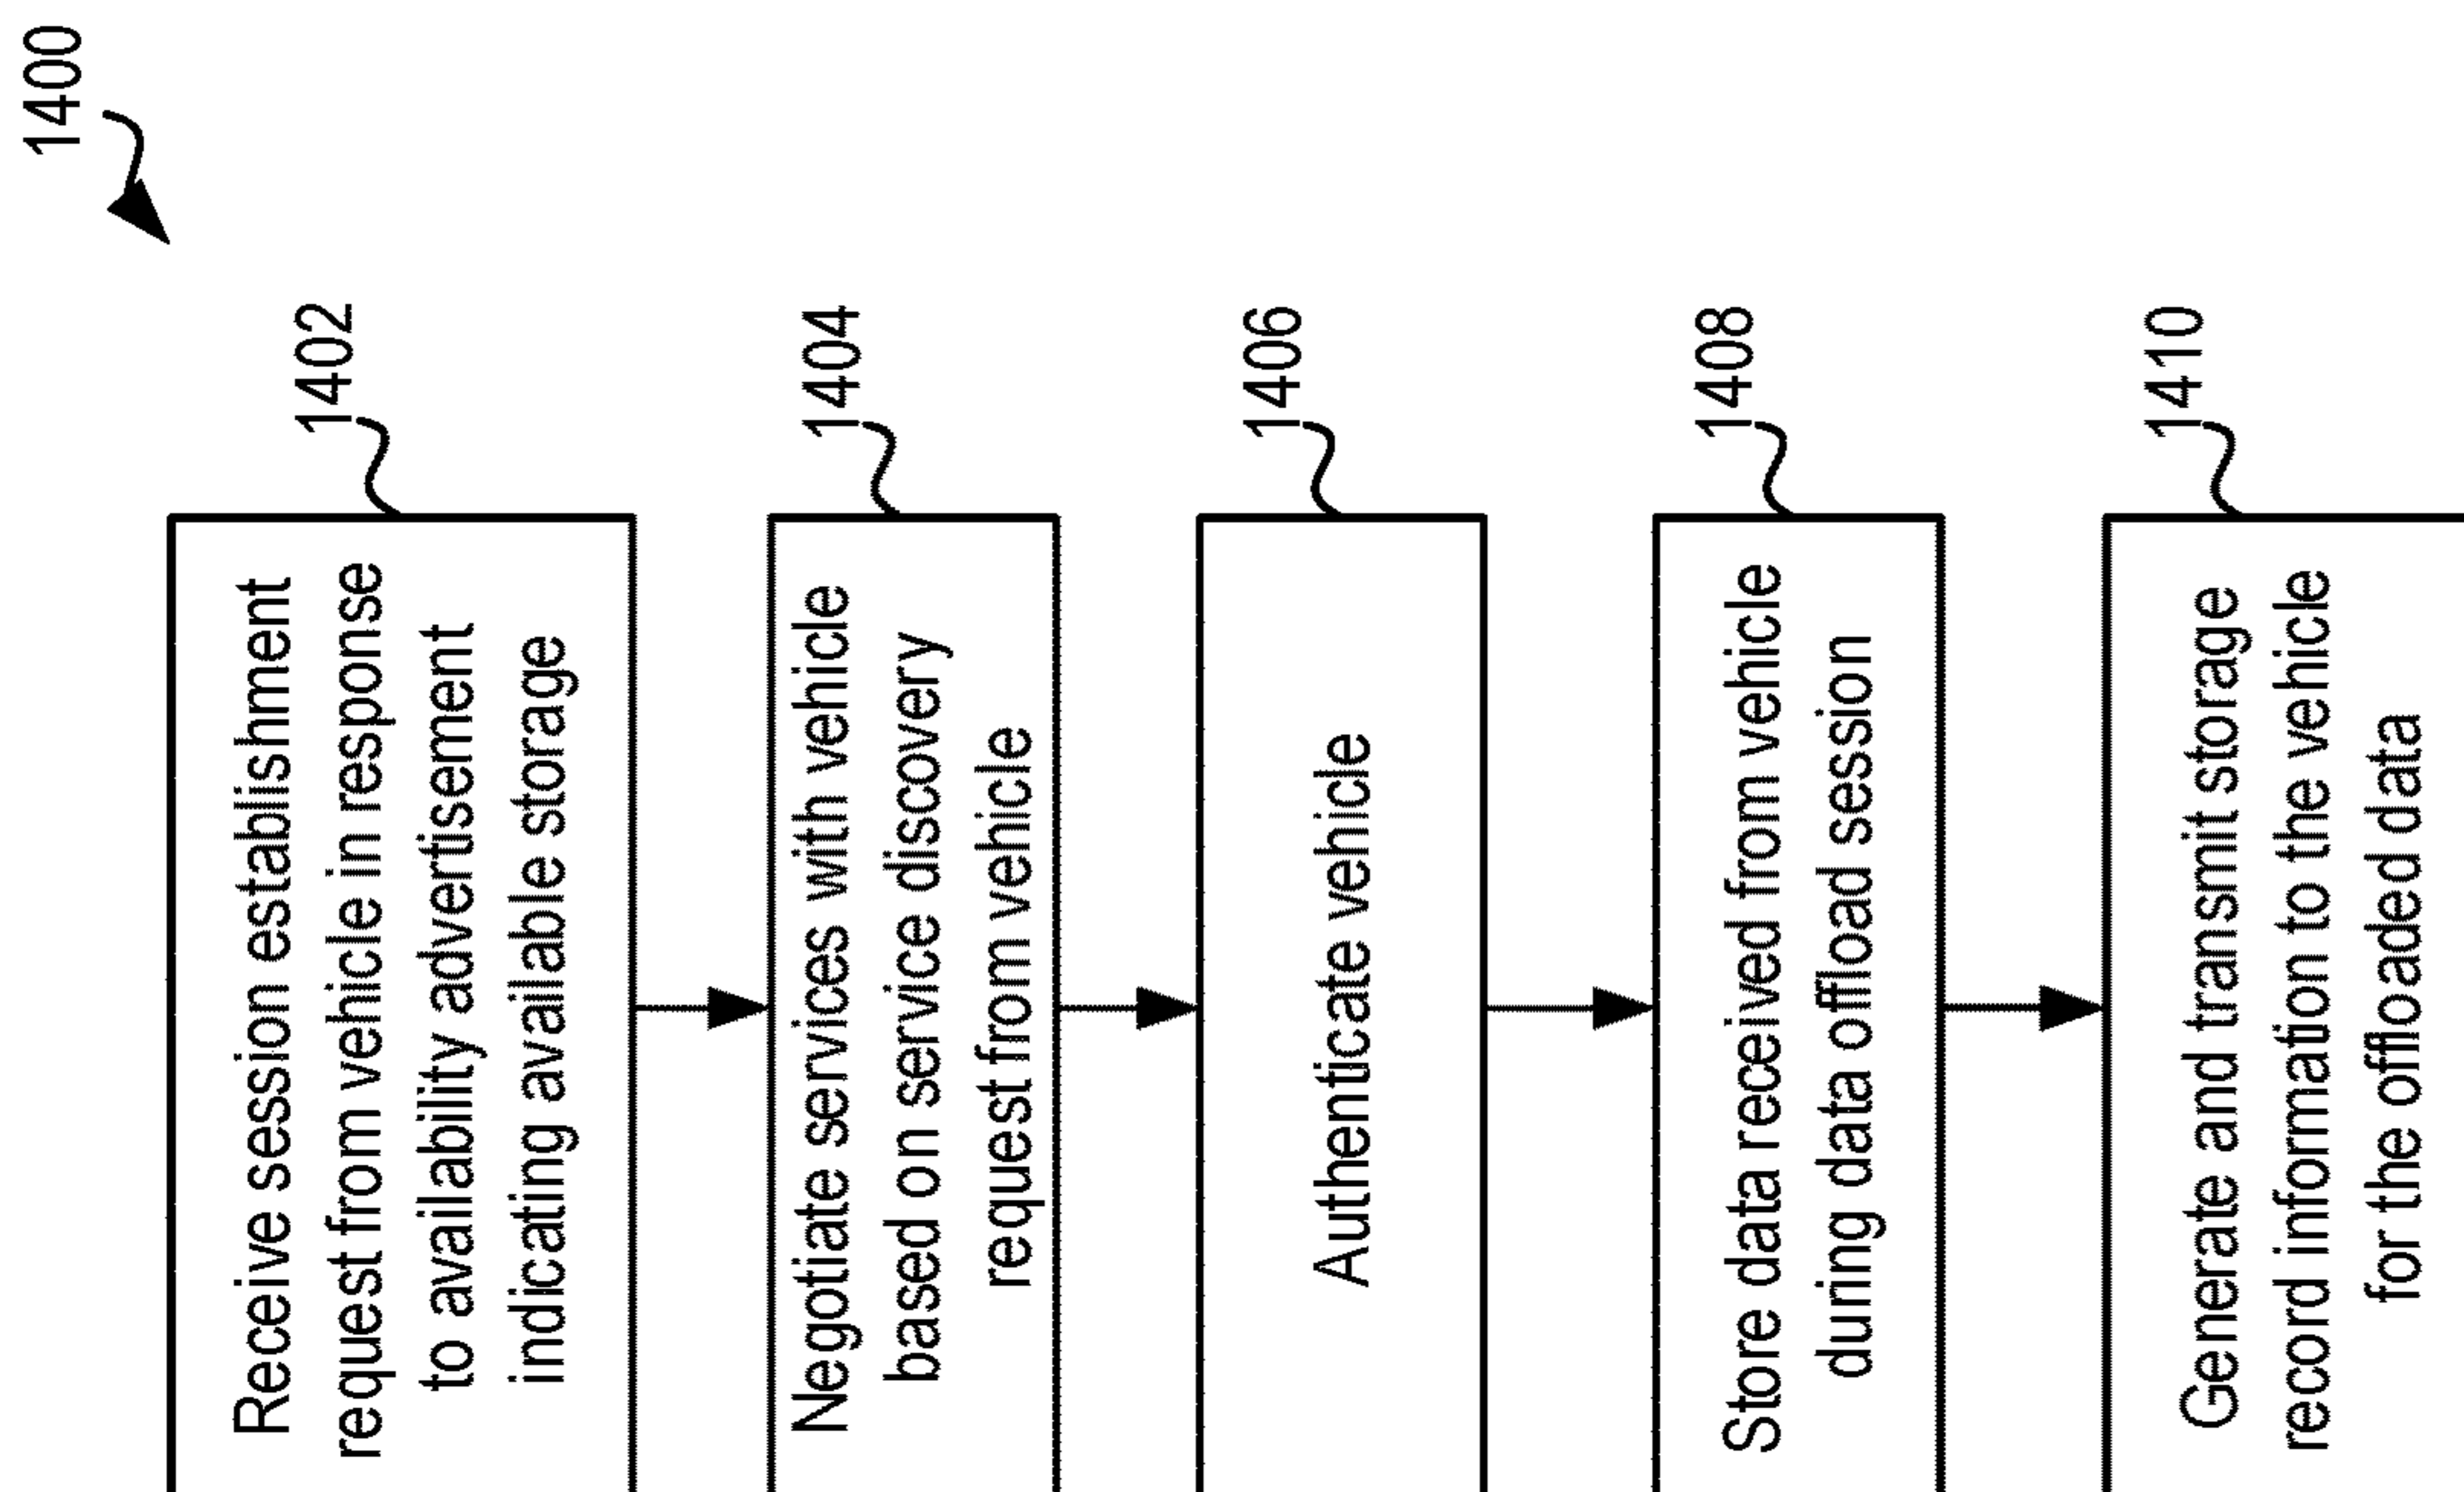 1400
1402
Receive session establishment
request from vehicle in response
to availability advertisement
indicating available storage
1404
Negotiate services with vehicle
based on service discovery
request from vehicle
1406
Authenticate vehicle
1408
Store data received from vehicle
during data offload session
1410
Generate and transmit storage
record information to the vehicle
for the offloaded data